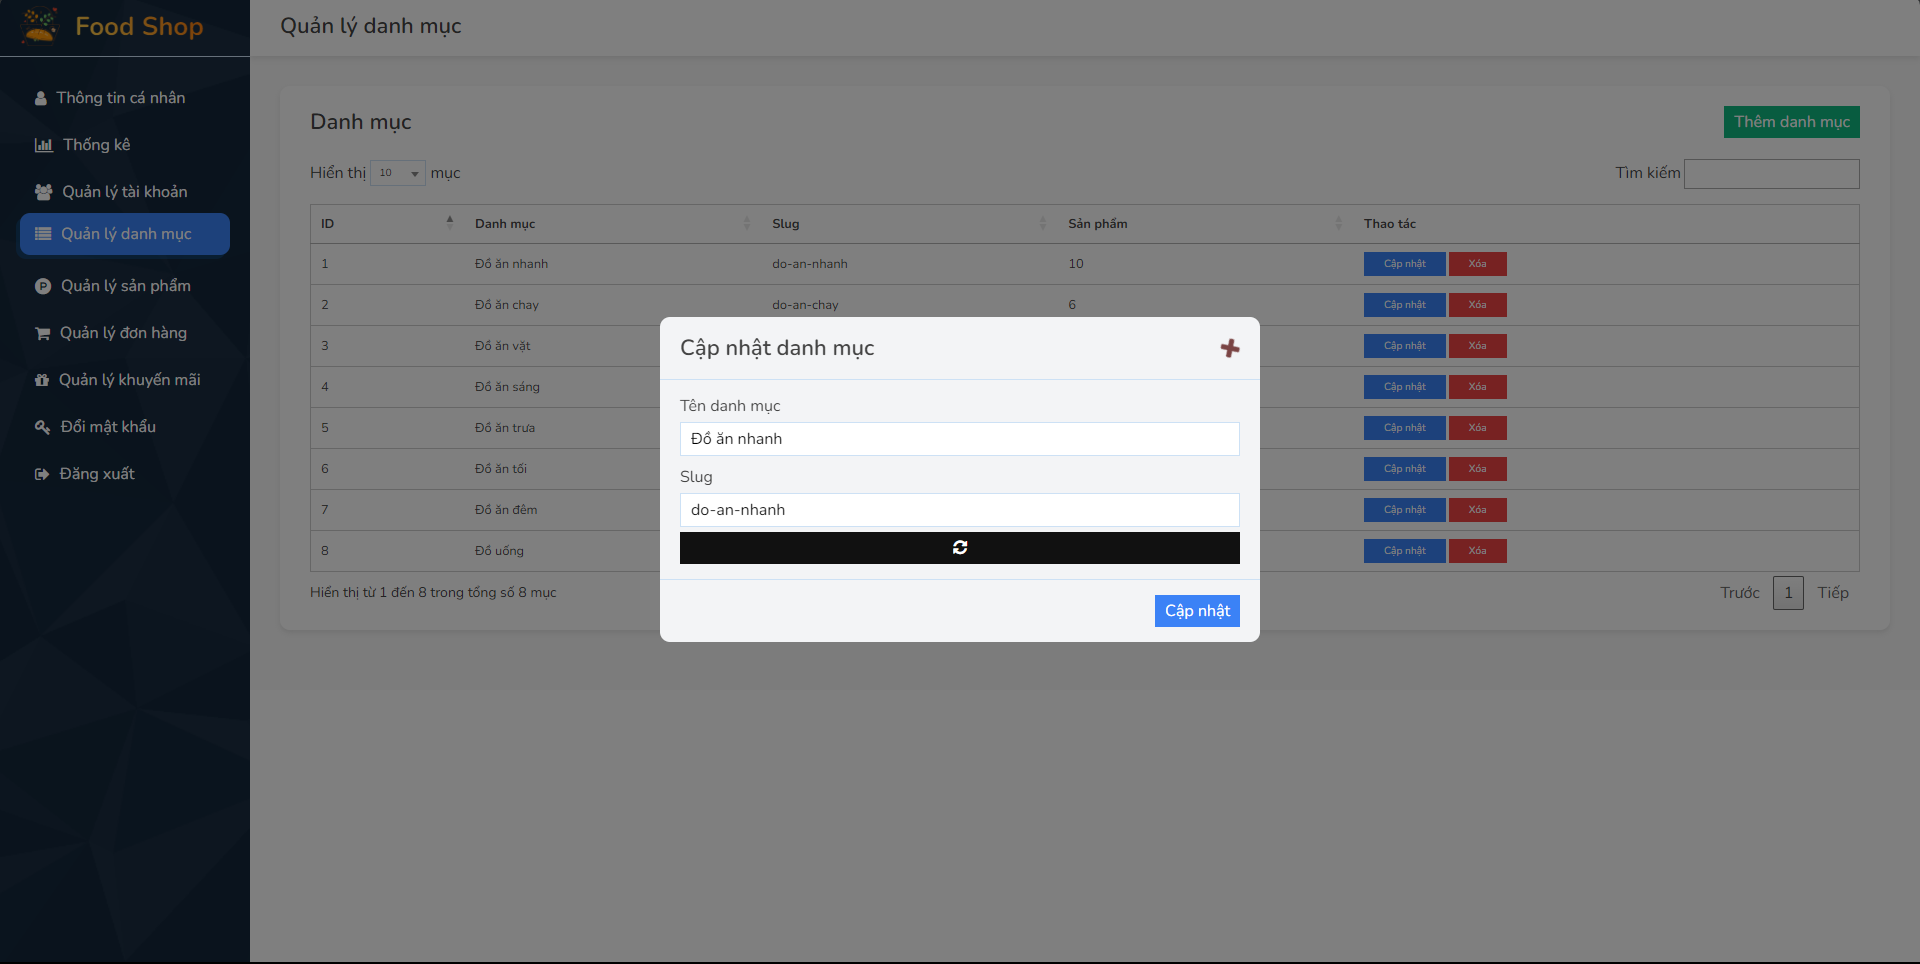 Food Shop
Quản lý danh mục
Thông tin cá nhân
Thống kê
Quản lý tài khoản
Quản lý danh mục
Quản lý sản phẩm
Quản lý đơn hàng
Quản lý khuyến mãi
Đổi mật khẩu
Đăng xuất
Danh mục
Thêm danh mục
Hiển thị 10 mục
Tìm kiếm
ID Danh mục Slug Sản phẩm Thao tác
1 Đồ ăn nhanh do-an-nhanh 10 Cập nhật Xóa
2 Đồ ăn chay do-an-chay 6 Cập nhật Xóa
3 Đồ ăn vặt Cập nhật Xóa
4 Đồ ăn sáng Cập nhật Xóa
5 Đồ ăn trưa Cập nhật Xóa
6 Đồ ăn tối Cập nhật Xóa
7 Đồ ăn đêm Cập nhật Xóa
8 Đồ uống Cập nhật Xóa
Hiển thị từ 1 đến 8 trong tổng số 8 mục
Trước 1 Tiếp
Cập nhật danh mục
Tên danh mục
Đồ ăn nhanh
Slug
do-an-nhanh
Cập nhật